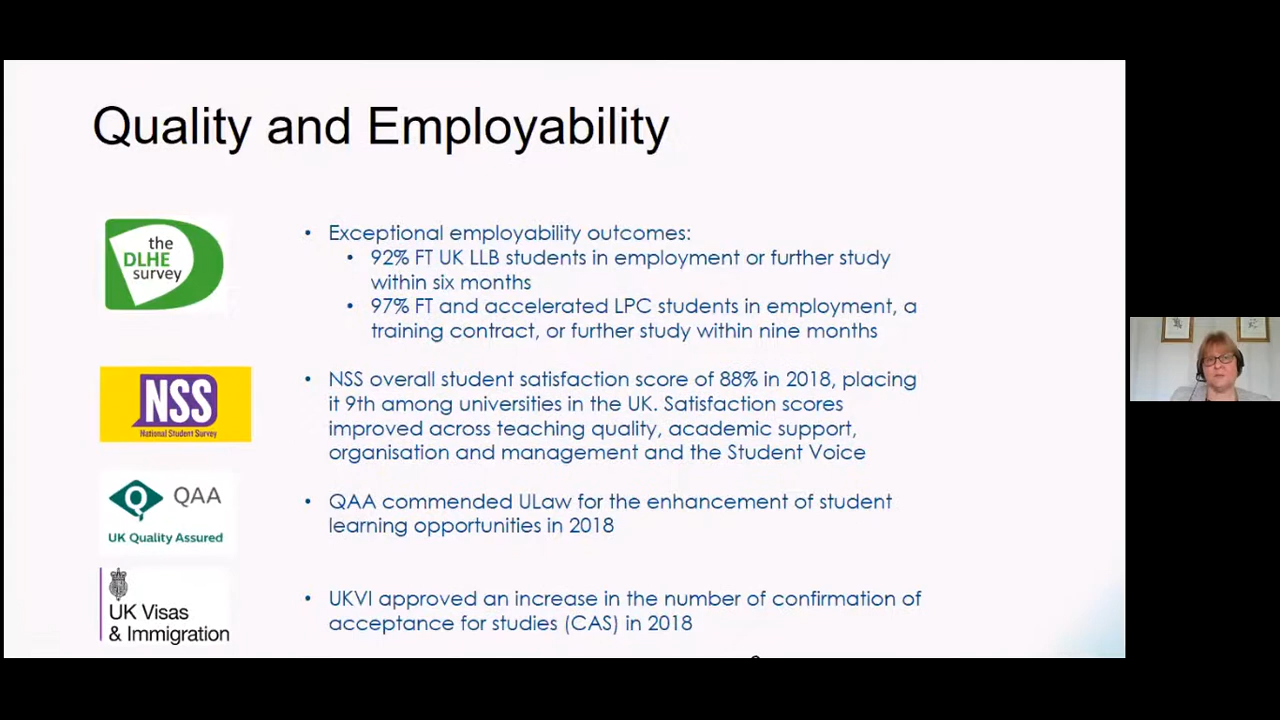 Quality and Employability
the
DLHE
survey
• Exceptional employability outcomes:
• 92% FT UK LLB students in employment or further study
within six months
• 97% FT and accelerated LPC students in employment, a
training contract, or further study within nine months
NSS
National Student Survey
• NSS overall student satisfaction score of 88% in 2018, placing
it 9th among universities in the UK. Satisfaction scores
improved across teaching quality, academic support,
organisation and management and the Student Voice
Q QAA
UK Quality Assured
• QAA commended ULaw for the enhancement of student
learning opportunities in 2018
UK Visas
& Immigration
• UKVI approved an increase in the number of confirmation of
acceptance for studies (CAS) in 2018